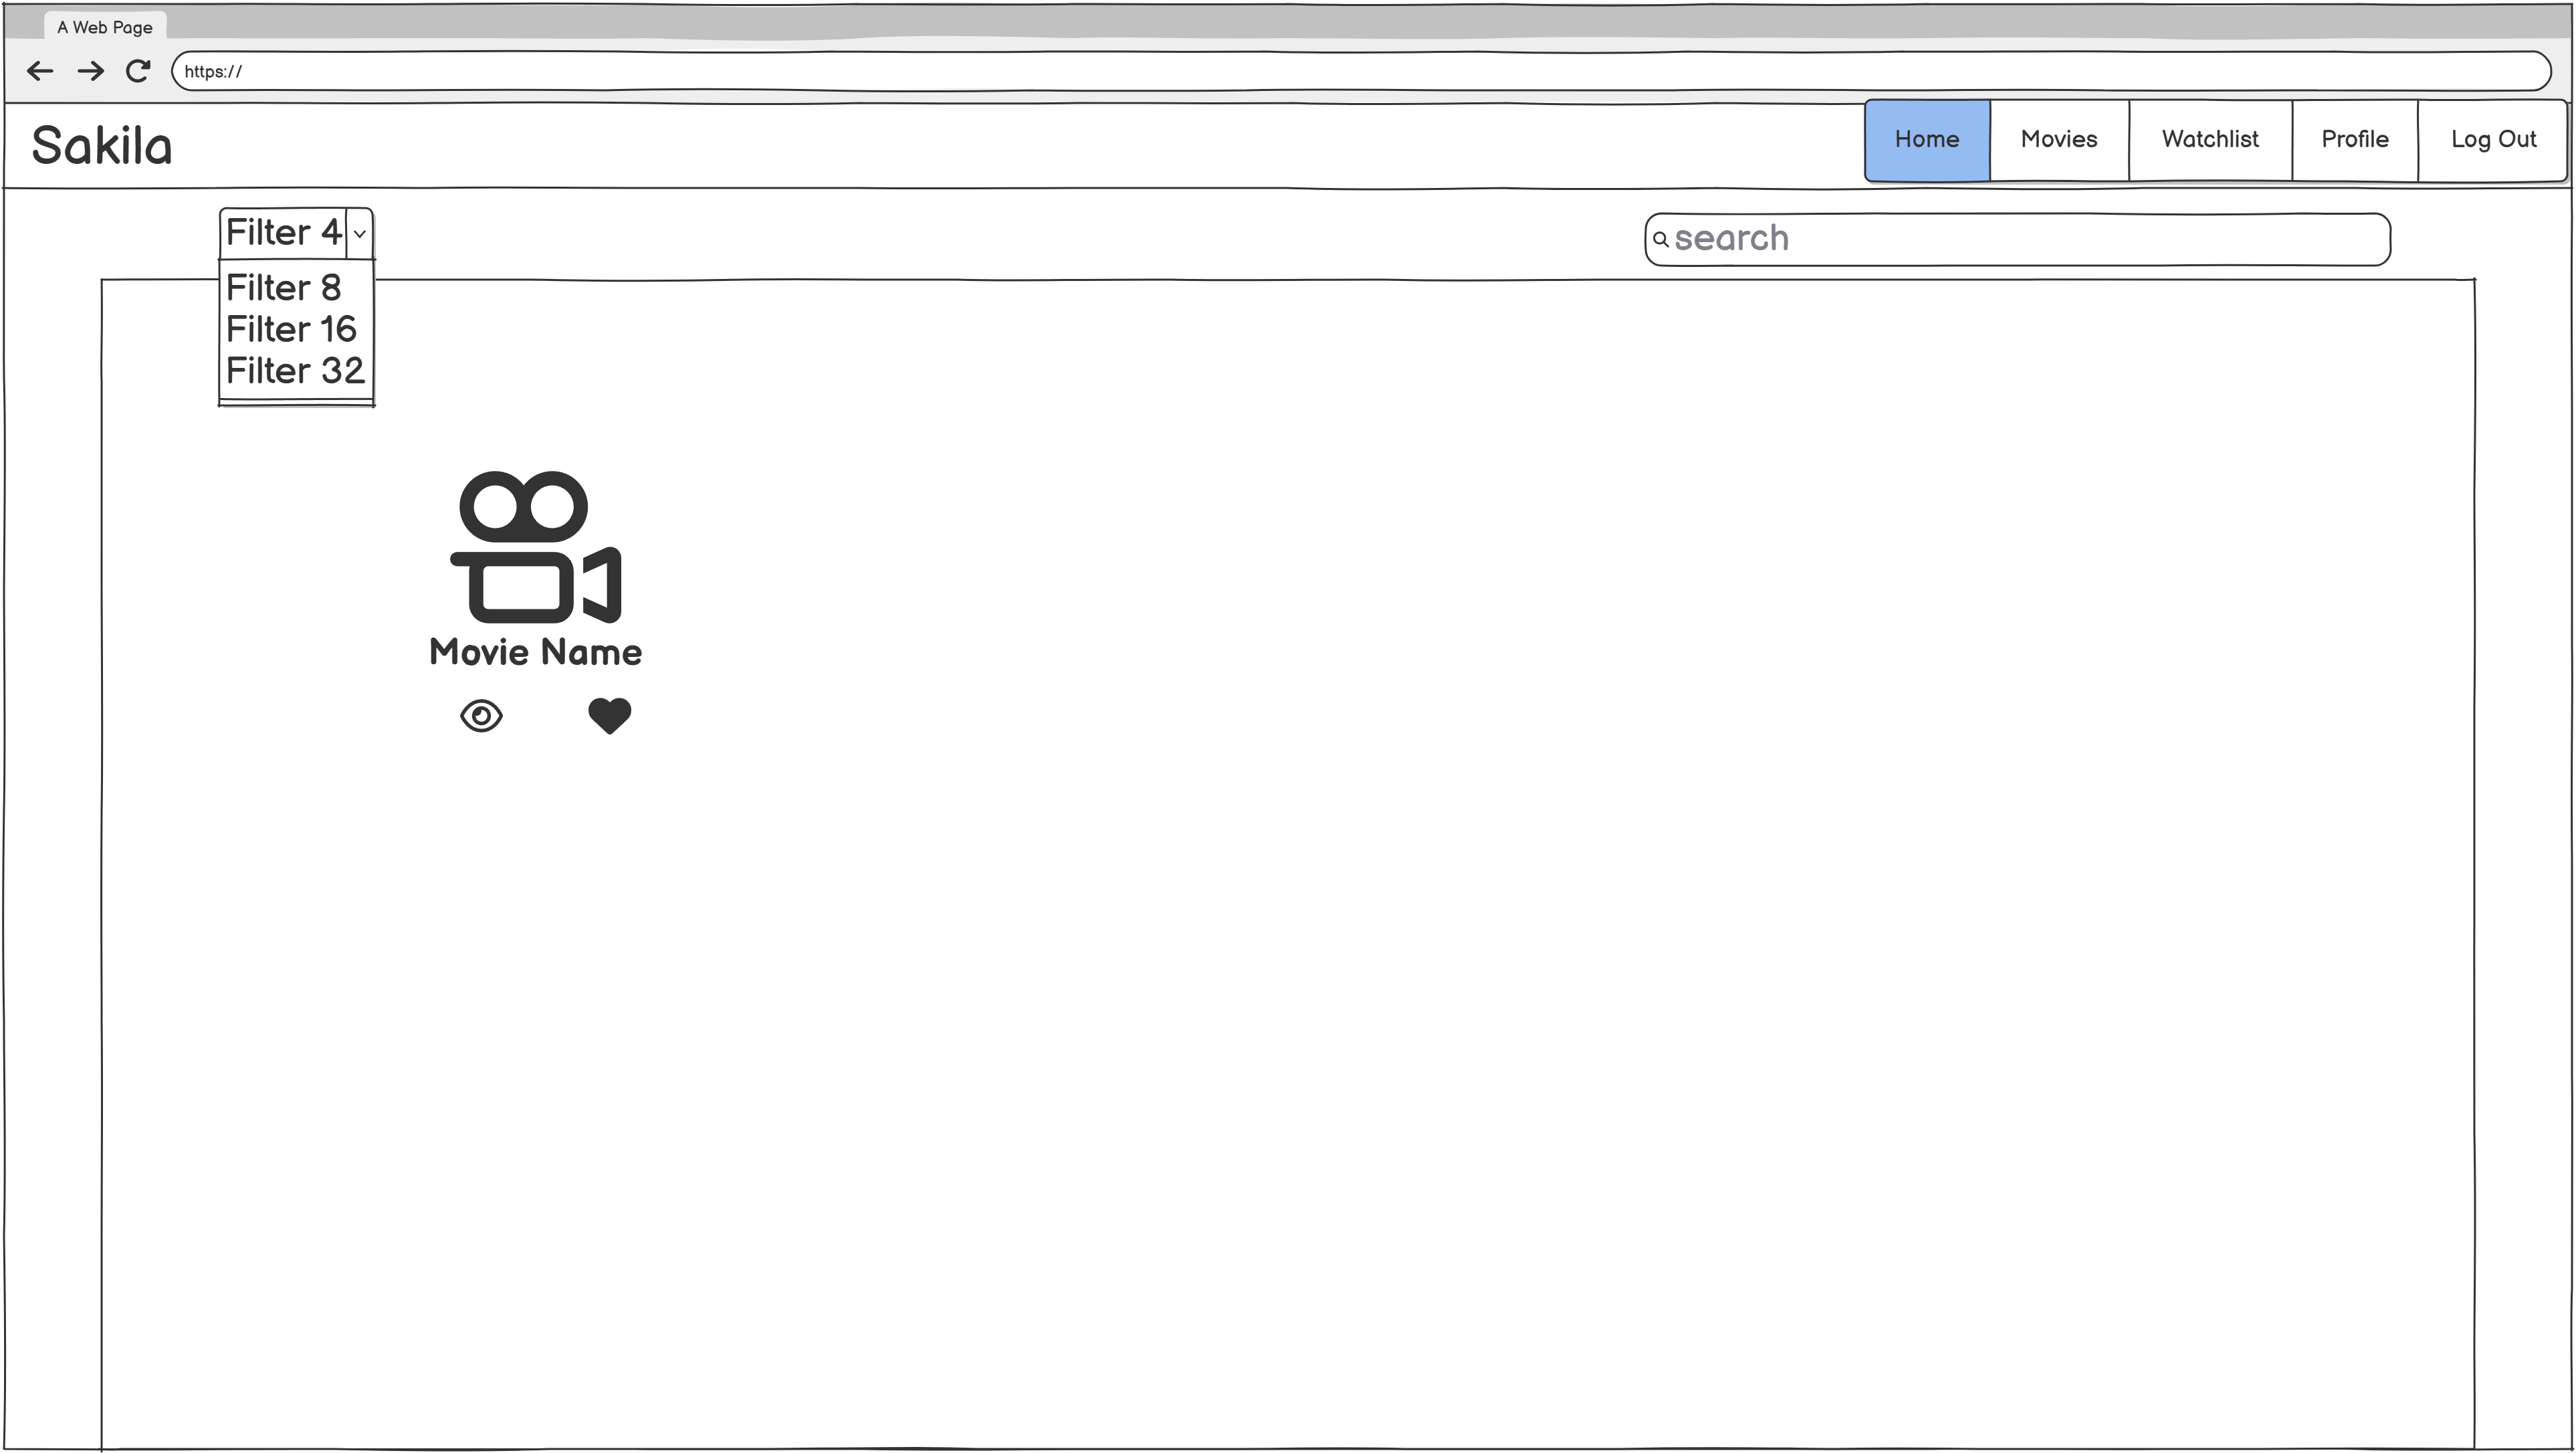 A Web Page
https://
Sakila
Home Movies Watchlist Profile Log Out
Filter 4
search
Filter 8
Filter 16
Filter 32
Movie Name